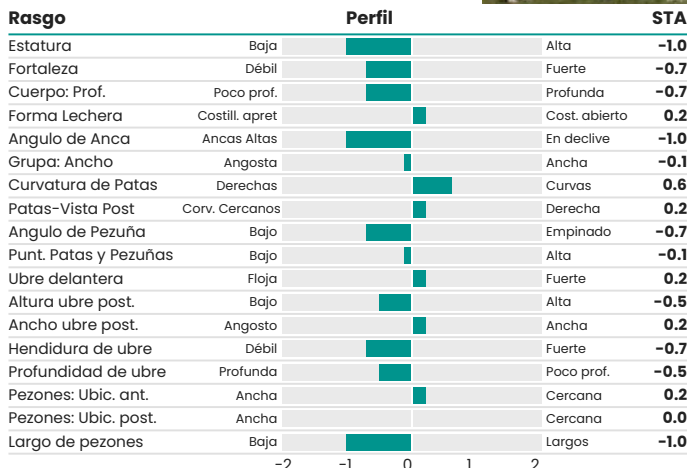 Rasgo Perfil STA
Estatura Baja Alta -1.0
Fortaleza Débil Fuerte -0.7
Cuerpo: Prof. Poco prof. Profunda -0.7
Forma Lechera Costill. apret Cost. abierto 0.2
Angulo de Anca Ancas Altas En declive -1.0
Grupa: Ancho Angosta Ancha -0.1
Curvatura de Patas Derechas Curvas 0.6
Patas-Vista Post Corv. Cercanos Derecha 0.2
Angulo de Pezuña Bajo Empinado -0.7
Punt. Patas y Pezuñas Bajo Alta -0.1
Ubre delantera Floja Fuerte 0.2
Altura ubre post. Bajo Alta -0.5
Ancho ubre post. Angosto Ancha 0.2
Hendidura de ubre Débil Fuerte -0.7
Profundidad de ubre Profunda Poco prof. -0.5
Pezones: Ubic. ant. Ancha Cercana 0.2
Pezones: Ubic. post. Ancha Cercana 0.0
Largo de pezones Baja Largos -1.0
-2 -1 0 1 2